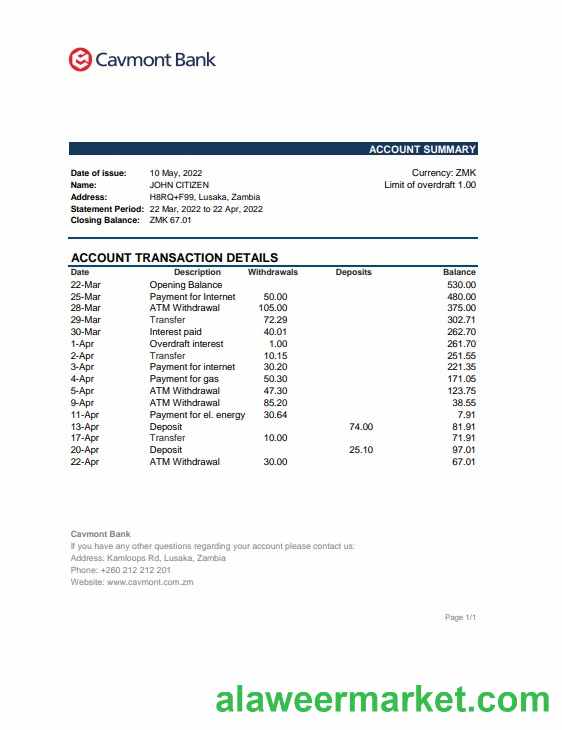 Cavmont Bank
ACCOUNT SUMMARY
Date of issue: 10 May, 2022 Currency: ZMK
Name: JOHN CITIZEN Limit of overdraft 1.00
Address: H8RQ+F99, Lusaka, Zambia
Statement Period: 22 Mar, 2022 to 22 Apr, 2022
Closing Balance: ZMK 67.01
ACCOUNT TRANSACTION DETAILS
Date Description Withdrawals Deposits Balance
22-Mar Opening Balance 530.00
25-Mar Payment for Internet 50.00 480.00
28-Mar ATM Withdrawal 105.00 375.00
29-Mar Transfer 72.29 302.71
30-Mar Interest paid 40.01 262.70
1-Apr Overdraft interest 1.00 261.70
2-Apr Transfer 10.15 251.55
3-Apr Payment for internet 30.20 221.35
4-Apr Payment for gas 50.30 171.05
5-Apr ATM Withdrawal 47.30 123.75
9-Apr ATM Withdrawal 85.20 38.55
11-Apr Payment for el. energy 30.64 7.91
13-Apr Deposit 74.00 81.91
17-Apr Transfer 10.00 71.91
20-Apr Deposit 25.10 97.01
22-Apr ATM Withdrawal 30.00 67.01
Cavmont Bank
If you have any other questions regarding your account please contact us:
Address: Kamloops Rd, Lusaka, Zambia
Phone: +260 212 212 201
Website: www.cavmont.com.zm
Page 1/1
alaweermarket.com